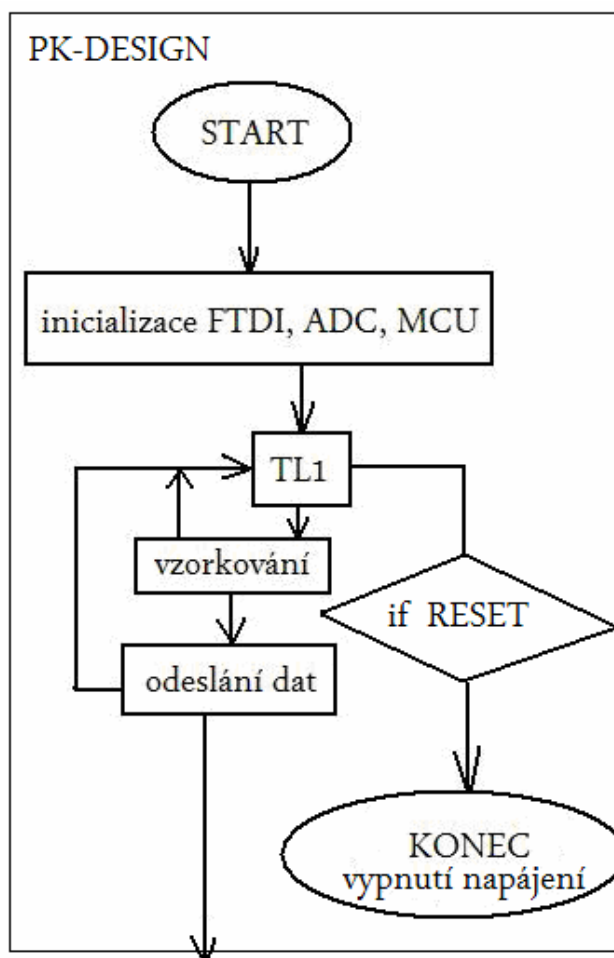 PK-DESIGN
START
inicializace FTDI, ADC, MCU
TL1
vzorkování
if RESET
odeslání dat
KONEC
vypnutí napájení